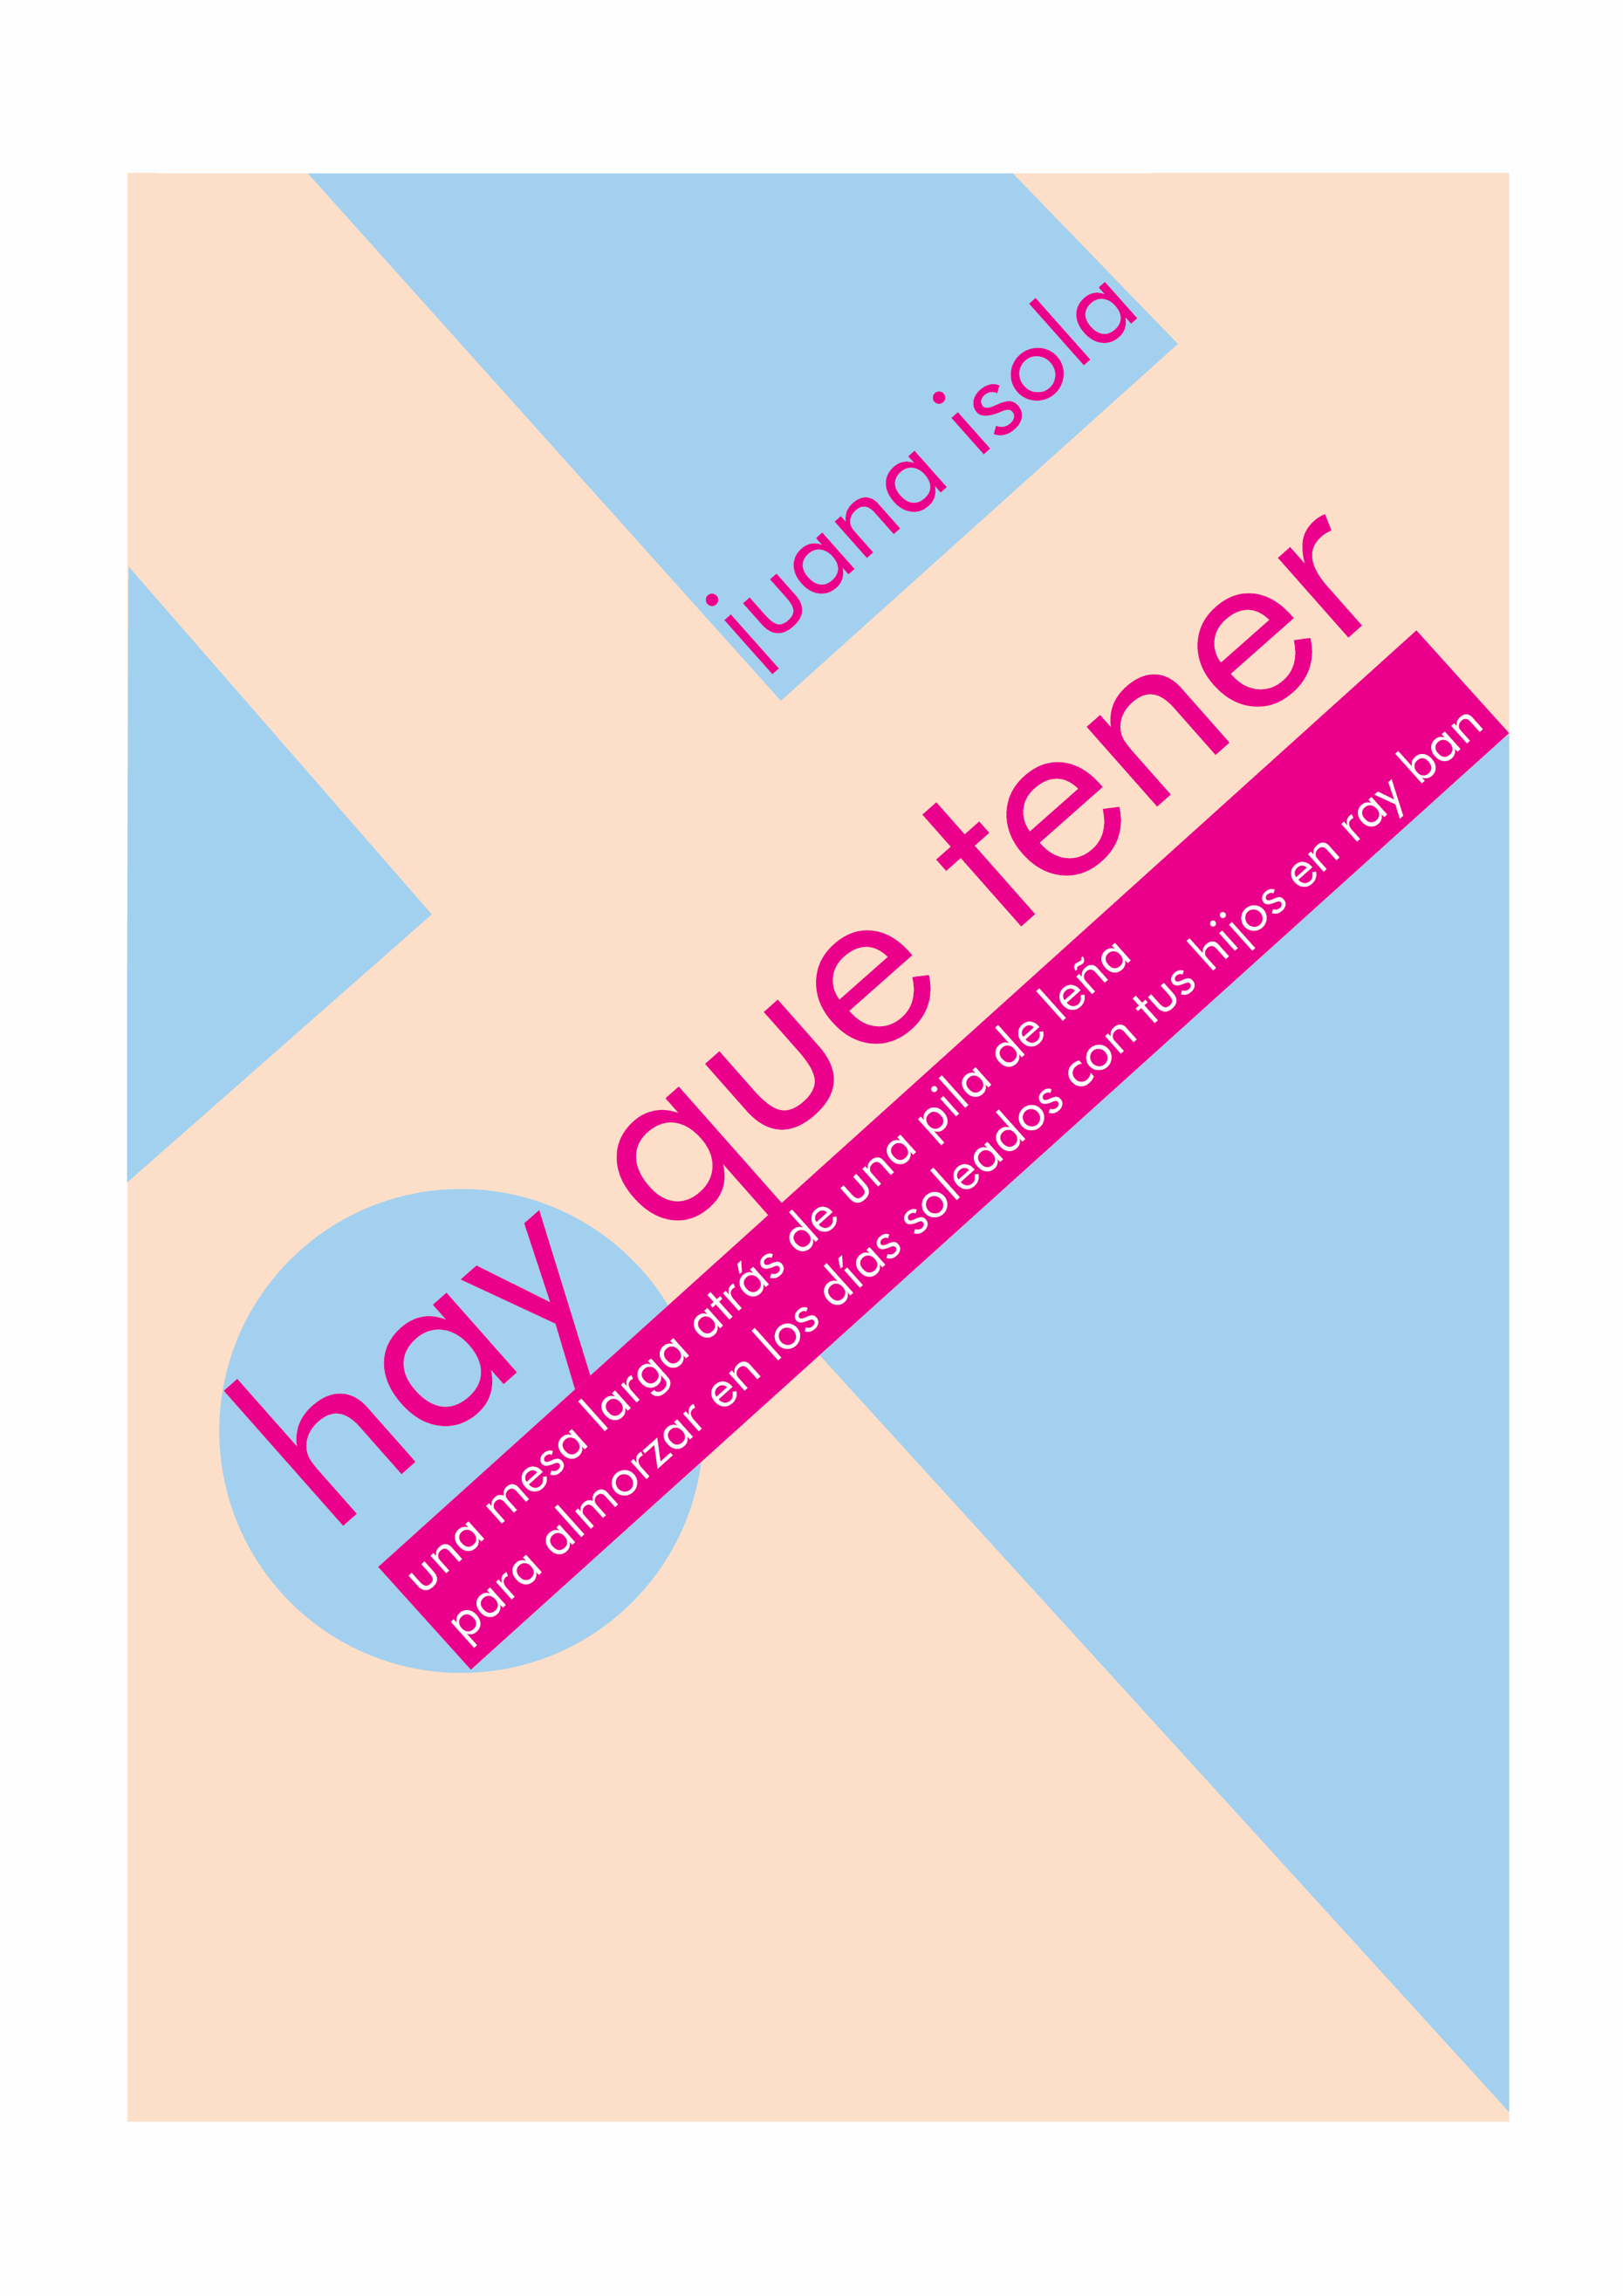 juana isola
hay que tener
una mesa larga atrás de una pila de leña
para almorzar en los días soleados con tus hijos en ray ban